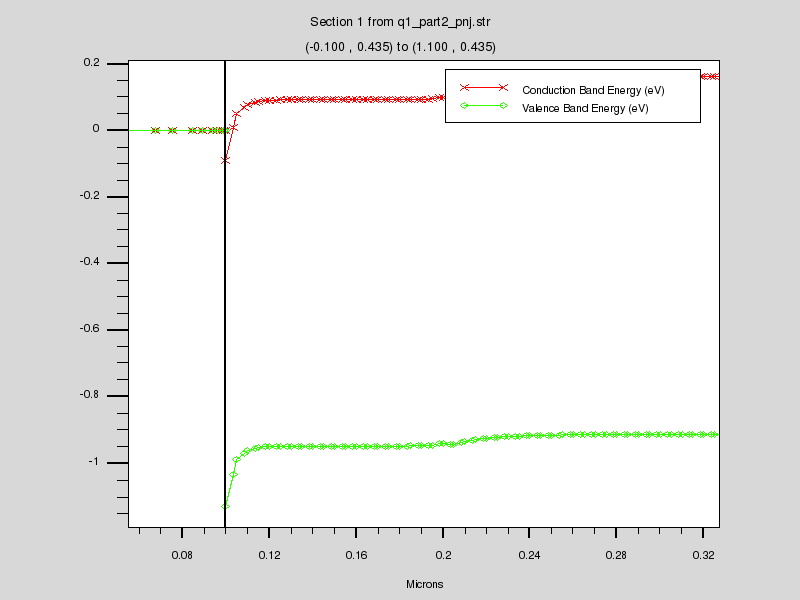 Section 1 from q1_part2_pnj.str
(-0.100 , 0.435) to (1.100 , 0.435)
0.2
0
-0.2
-0.4
-0.6
-0.8
-1
Conduction Band Energy (eV)
Valence Band Energy (eV)
0.08 0.12 0.16 0.2 0.24 0.28 0.32
Microns